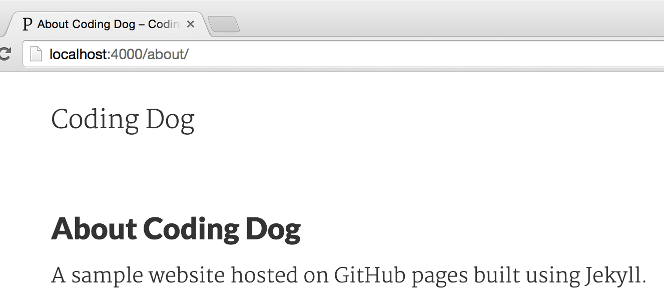 P About Coding Dog – Codin
localhost:4000/about/
Coding Dog
About Coding Dog
A sample website hosted on GitHub pages built using Jekyll.